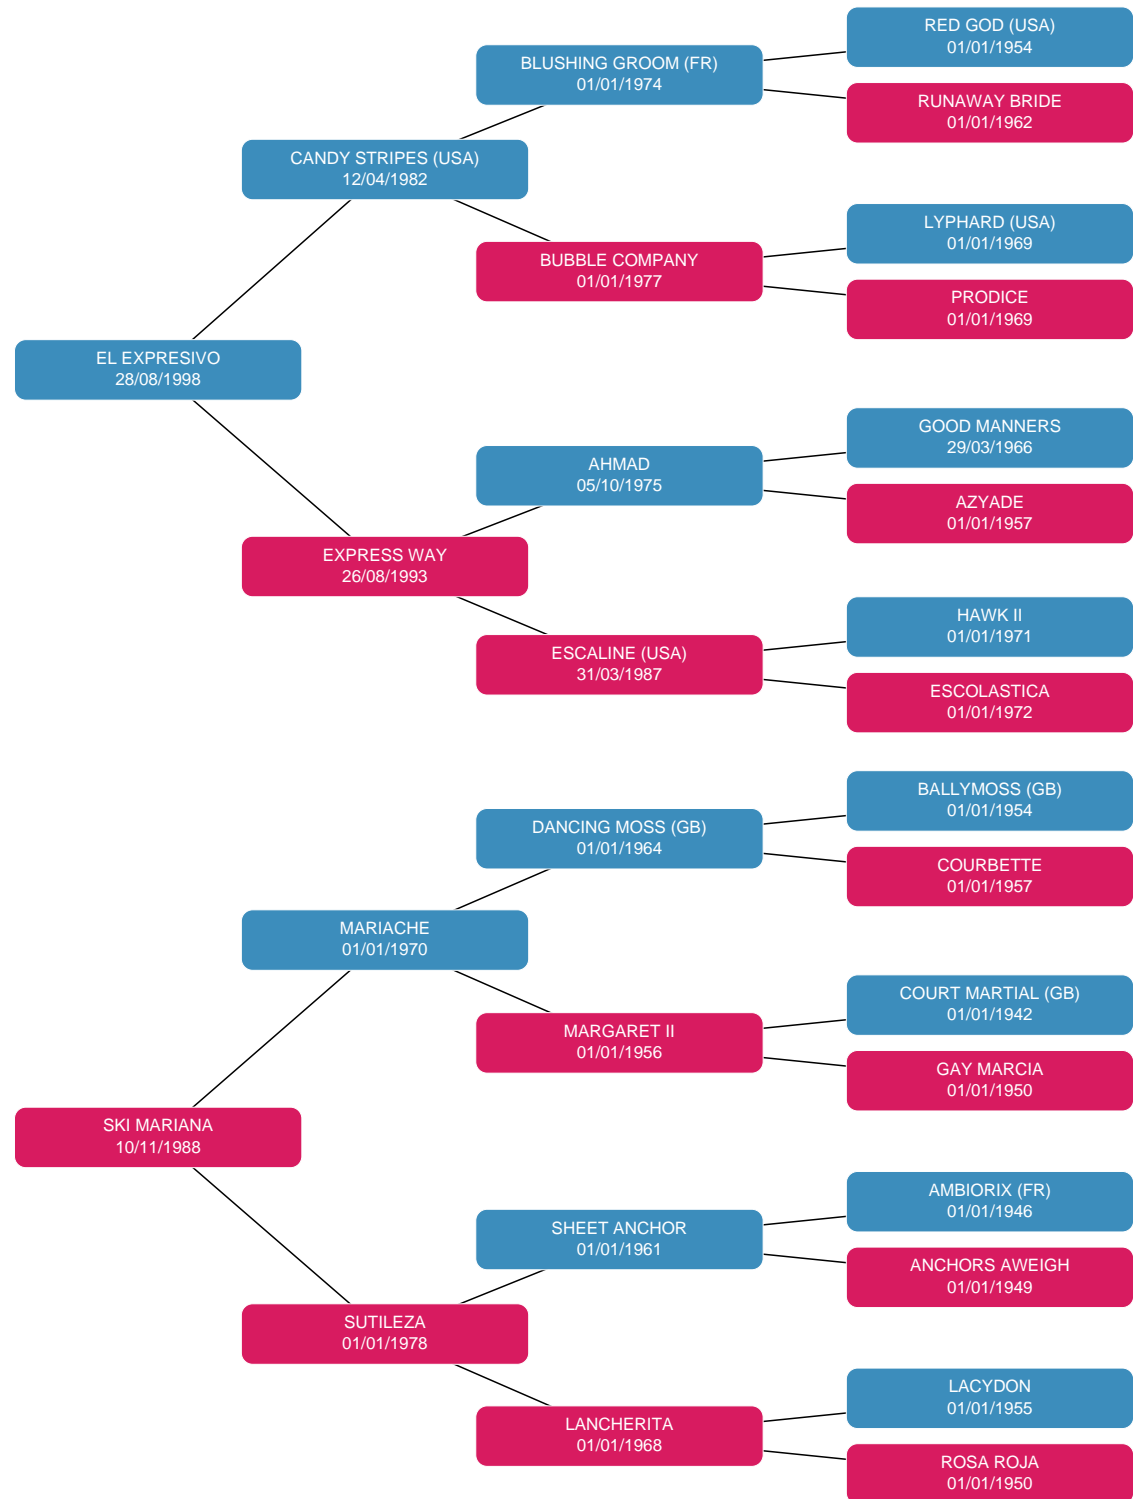 RED GOD (USA)
01/01/1954
BLUSHING GROOM (FR)
01/01/1974
RUNAWAY BRIDE
01/01/1962
CANDY STRIPES (USA)
12/04/1982
LYPHARD (USA)
01/01/1969
BUBBLE COMPANY
01/01/1977
PRODICE
01/01/1969
EL EXPRESIVO
28/08/1998
GOOD MANNERS
29/03/1966
AHMAD
05/10/1975
AZYADE
01/01/1957
EXPRESS WAY
26/08/1993
HAWK II
01/01/1971
ESCALINE (USA)
31/03/1987
ESCOLASTICA
01/01/1972
BALLYMOSS (GB)
01/01/1954
DANCING MOSS (GB)
01/01/1964
COURBETTE
01/01/1957
MARIACHE
01/01/1970
COURT MARTIAL (GB)
01/01/1942
MARGARET II
01/01/1956
GAY MARCIA
01/01/1950
SKI MARIANA
10/11/1988
AMBIORIX (FR)
01/01/1946
SHEET ANCHOR
01/01/1961
ANCHORS AWEIGH
01/01/1949
SUTILEZA
01/01/1978
LACYDON
01/01/1955
LANCHERITA
01/01/1968
ROSA ROJA
01/01/1950